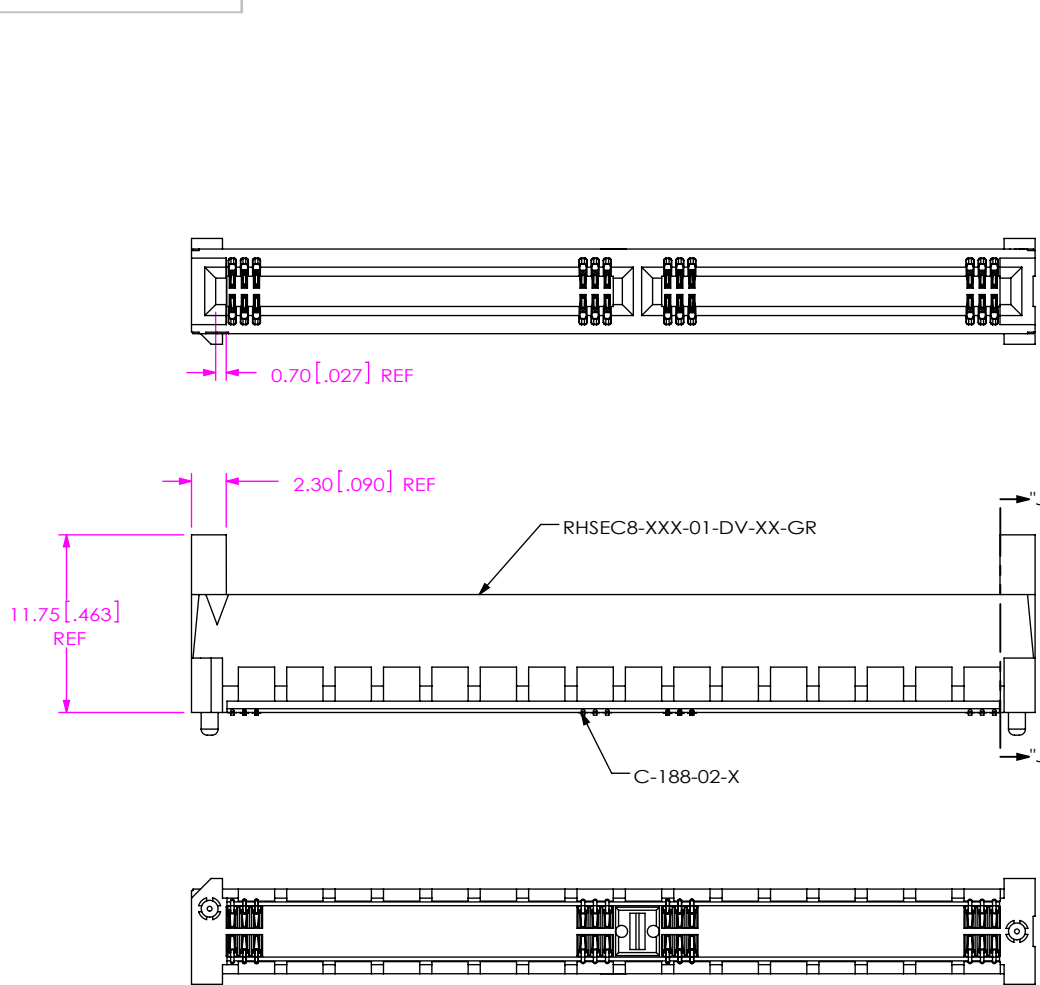 0.70[.027] REF
2.30[.090] REF
RHSEC8-XXX-01-DV-XX-GR
11.75[.463]
REF
C-188-02-X